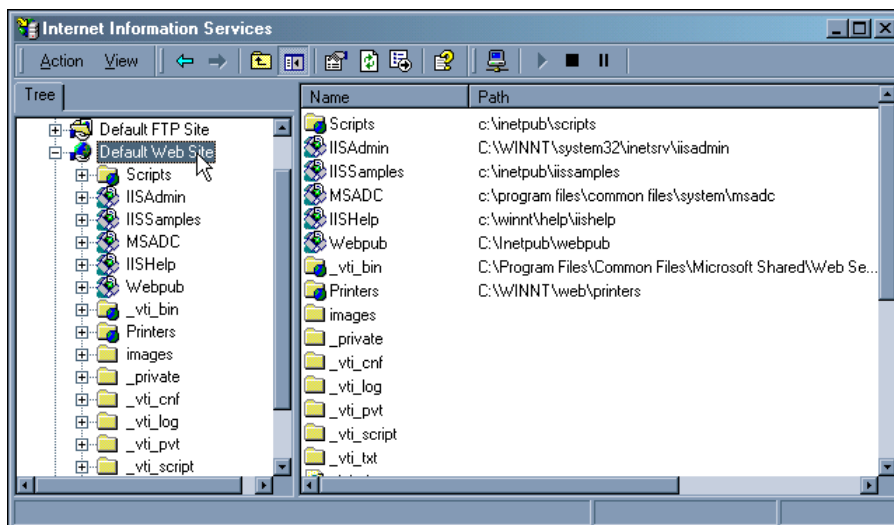 Internet Information Services
Action View
Tree
Default FTP Site
Default Web Site
Scripts
IISAdmin
IISSamples
MSADC
IISHelp
Webpub
_vti_bin
Printers
images
_private
_vti_cnf
_vti_log
_vti_pvt
_vti_script
Name Path
Scripts c:\inetpub\scripts
IISAdmin C:\WINNT\system32\inetsrv\iisadmin
IISSamples c:\inetpub\iissamples
MSADC c:\program files\common files\system\msadc
IISHelp c:\winnt\help\iishelp
Webpub C:\Inetpub\webpub
_vti_bin C:\Program Files\Common Files\Microsoft Shared\Web Se...
Printers C:\WINNT\web\printers
images
_private
_vti_cnf
_vti_log
_vti_pvt
_vti_script
_vti_txt